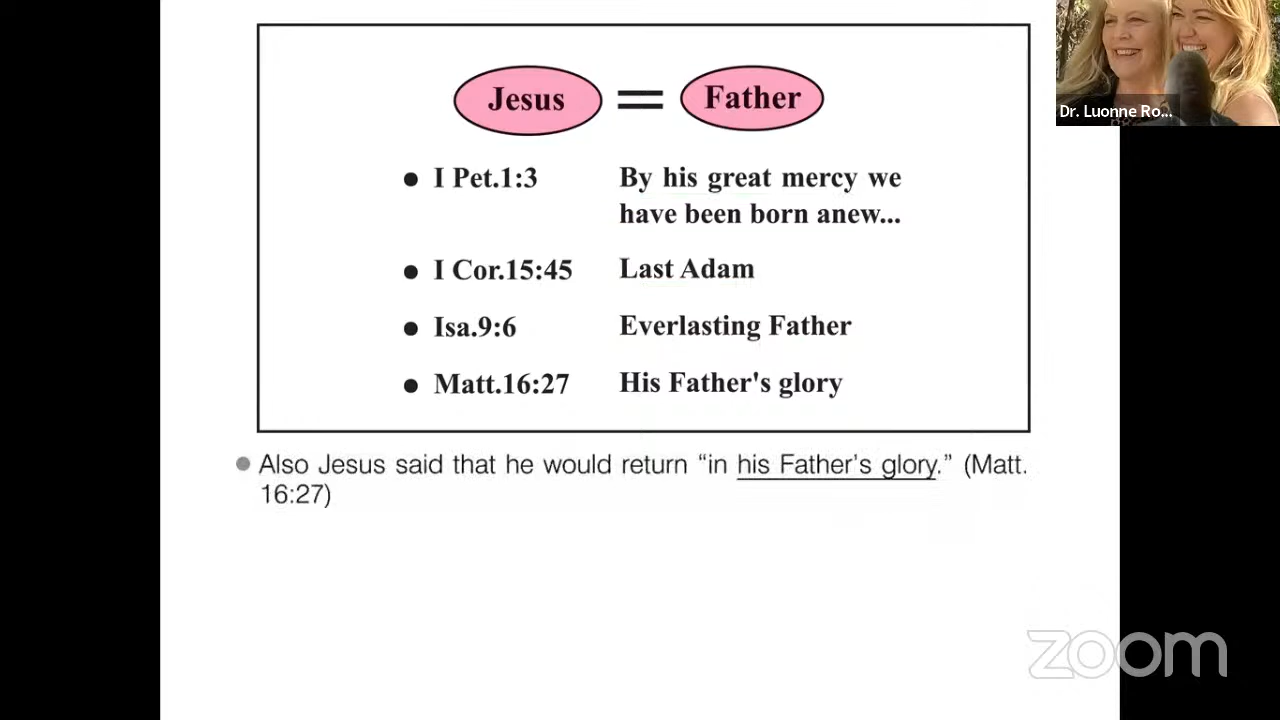 Jesus = Father
● I Pet.1:3 By his great mercy we
have been born anew...
● I Cor.15:45 Last Adam
● Isa.9:6 Everlasting Father
● Matt.16:27 His Father's glory
● Also Jesus said that he would return “in his Father’s glory.” (Matt.
16:27)
Dr. Luonne Ro...
zoom